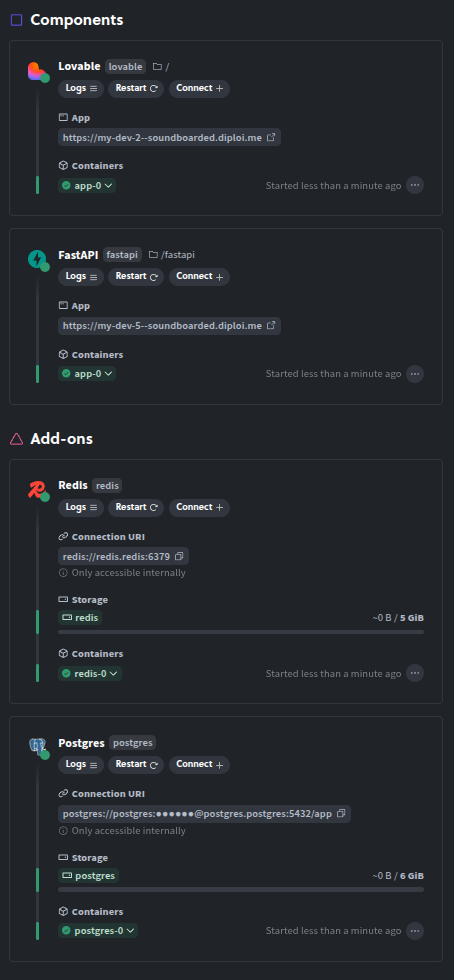 Components
Lovable lovable /
Logs Restart Connect
App
https://my-dev-2--soundboarded.diploi.me
Containers
app-0 Started less than a minute ago
FastAPI fastapi /fastapi
Logs Restart Connect
App
https://my-dev-5--soundboarded.diploi.me
Containers
app-0 Started less than a minute ago
Add-ons
Redis redis
Logs Restart Connect
Connection URI
redis://redis.redis:6379
Only accessible internally
Storage
redis ~0 B / 5 GiB
Containers
redis-0 Started less than a minute ago
Postgres postgres
Logs Restart Connect
Connection URI
postgres://postgres:●●●●●●@postgres.postgres:5432/app
Only accessible internally
Storage
postgres ~0 B / 6 GiB
Containers
postgres-0 Started less than a minute ago